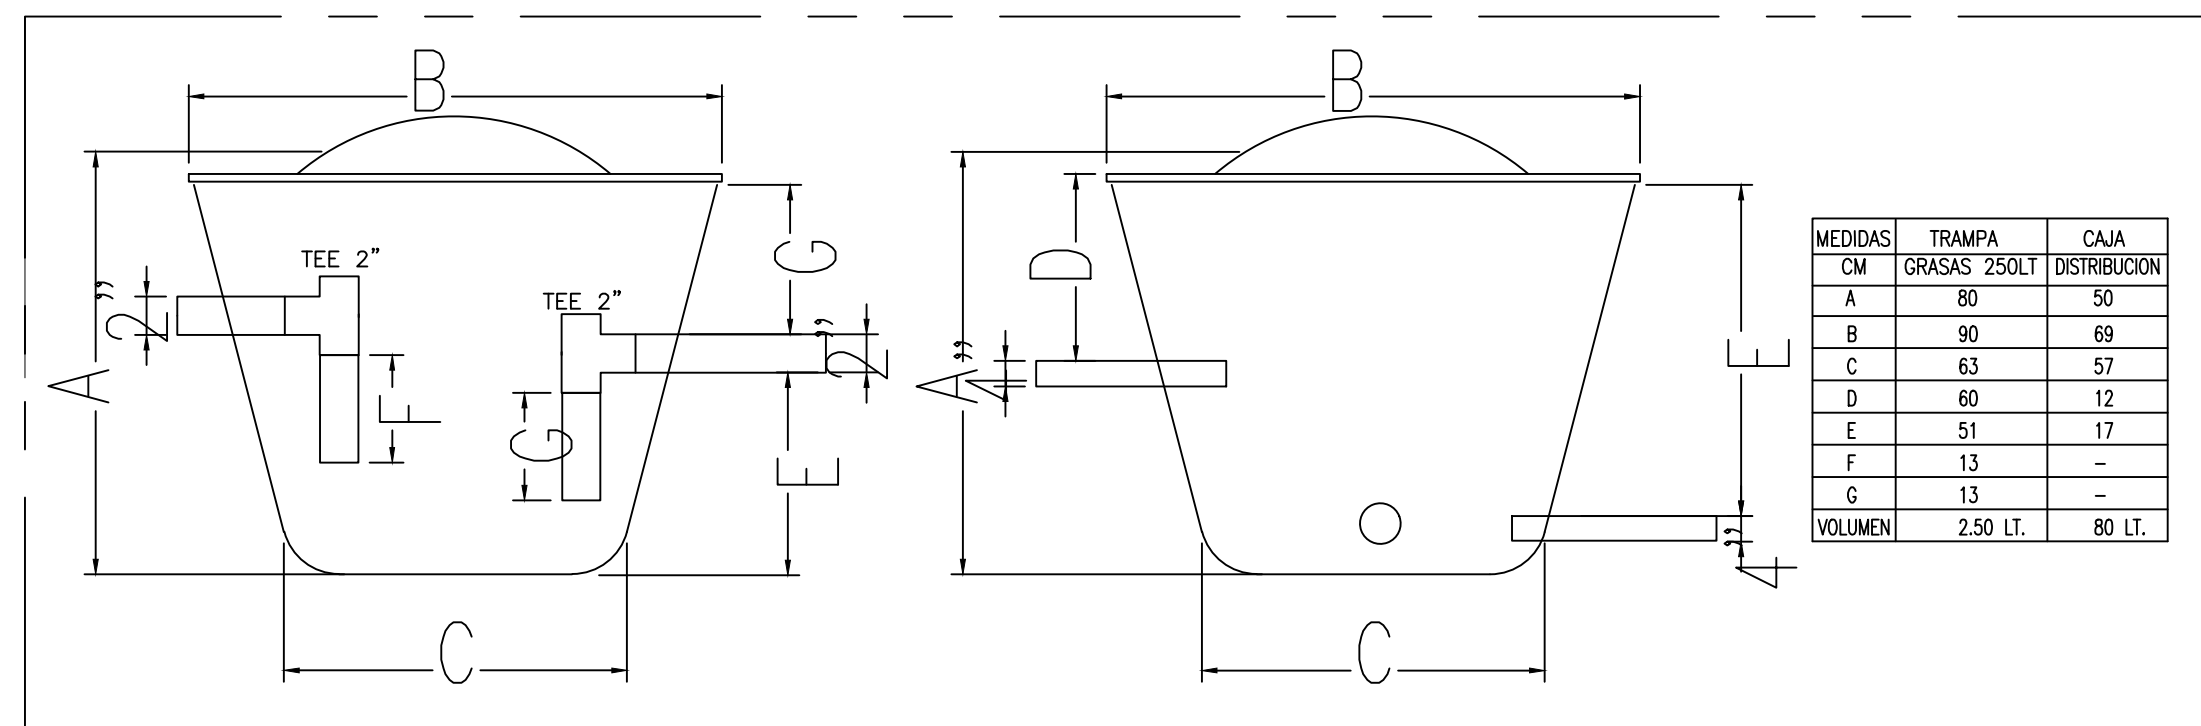 B
TEE 2”
TEE 2”
2”
A
F
G
G
2”
E
C
B
D
A
4”
E
4”
C
MEDIDAS TRAMPA CAJA
CM GRASAS 250LT DISTRIBUCION
A 80 50
B 90 69
C 63 57
D 60 12
E 51 17
F 13 –
G 13 –
VOLUMEN 2.50 LT. 80 LT.